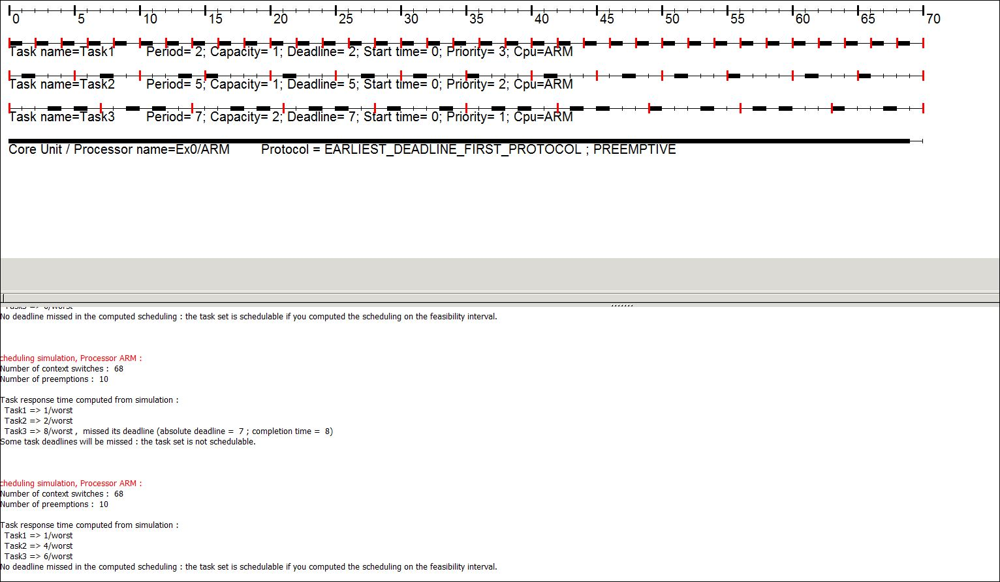 0 5 10 15 20 25 30 35 40 45 50 55 60 65 70
Task name=Task1 Period= 2; Capacity= 1; Deadline= 2; Start time= 0; Priority= 3; Cpu=ARM
Task name=Task2 Period= 5; Capacity= 1; Deadline= 5; Start time= 0; Priority= 2; Cpu=ARM
Task name=Task3 Period= 7; Capacity= 2; Deadline= 7; Start time= 0; Priority= 1; Cpu=ARM
Core Unit / Processor name=Ex0/ARM Protocol = EARLIEST_DEADLINE_FIRST_PROTOCOL ; PREEMPTIVE
Task3 => 6/worst
No deadline missed in the computed scheduling : the task set is schedulable if you computed the scheduling on the feasibility interval.
cheduling simulation, Processor ARM :
Number of context switches : 68
Number of preemptions : 10
Task response time computed from simulation :
Task1 => 1/worst
Task2 => 2/worst
Task3 => 8/worst , missed its deadline (absolute deadline = 7 ; completion time = 8)
Some task deadlines will be missed : the task set is not schedulable.
cheduling simulation, Processor ARM :
Number of context switches : 68
Number of preemptions : 10
Task response time computed from simulation :
Task1 => 1/worst
Task2 => 4/worst
Task3 => 6/worst
No deadline missed in the computed scheduling : the task set is schedulable if you computed the scheduling on the feasibility interval.